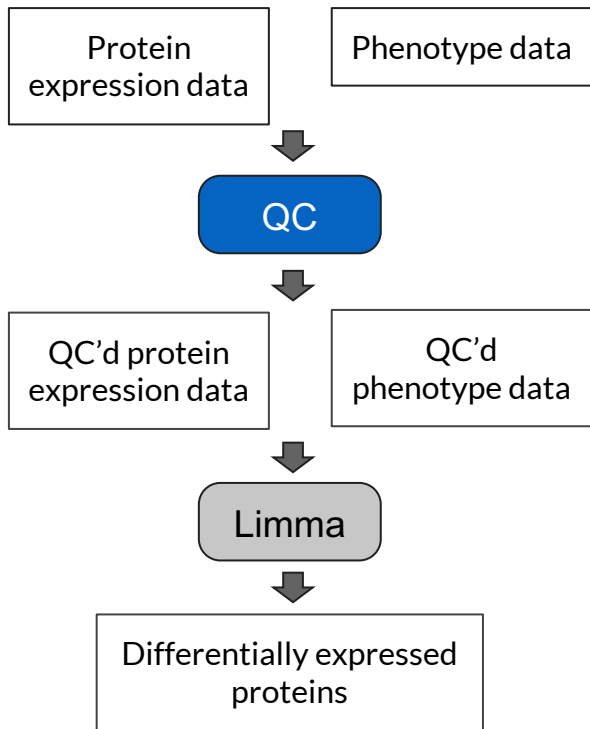 Protein
expression data
Phenotype data
QC
QC’d protein
expression data
QC’d
phenotype data
Limma
Differentially expressed
proteins